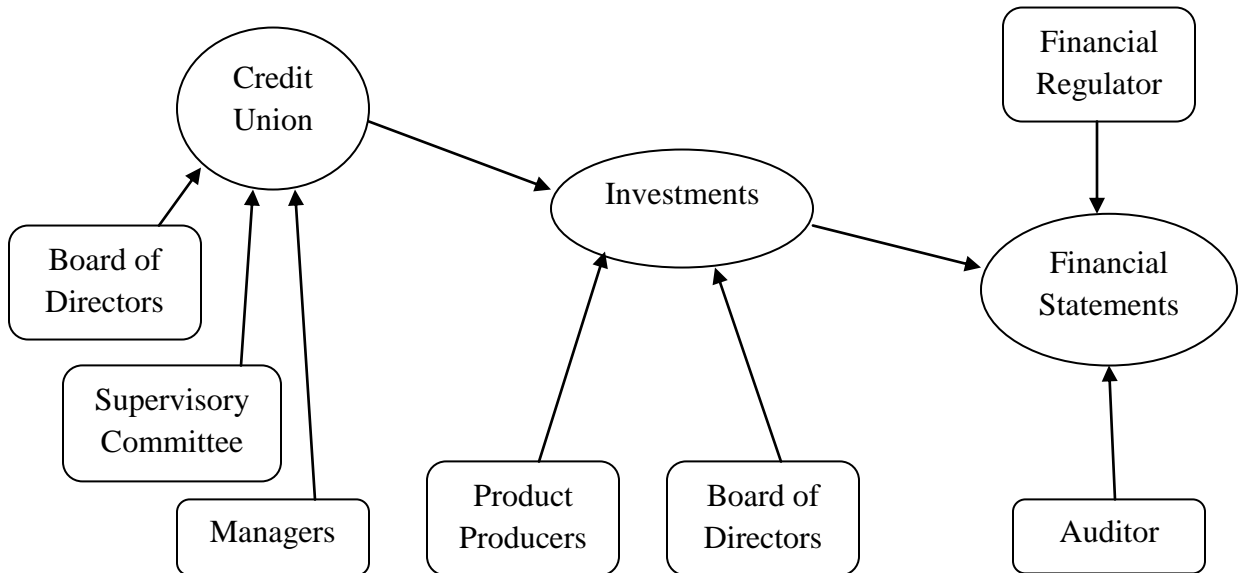 Credit
Union
Financial
Regulator
Investments
Board of
Directors
Financial
Statements
Supervisory
Committee
Managers
Product
Producers
Board of
Directors
Auditor